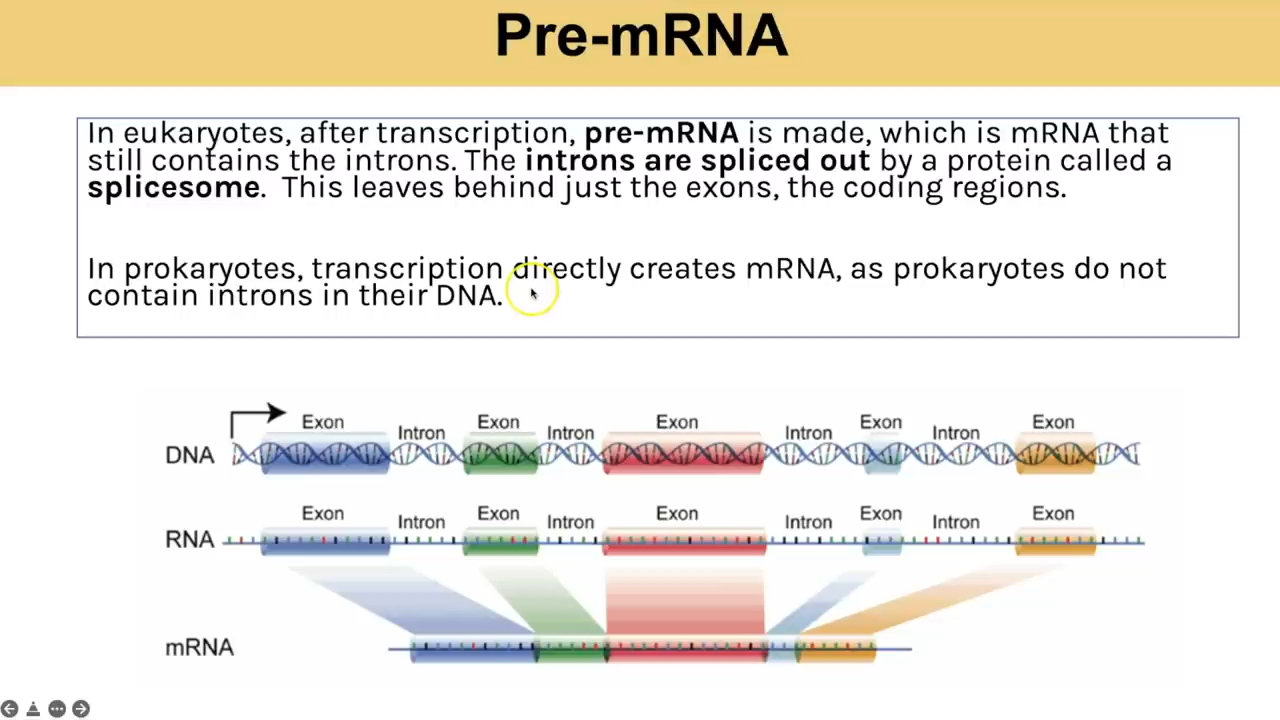 Pre-mRNA
In eukaryotes, after transcription, pre-mRNA is made, which is mRNA that
still contains the introns. The introns are spliced out by a protein called a
splicesome. This leaves behind just the exons, the coding regions.
In prokaryotes, transcription directly creates mRNA, as prokaryotes do not
contain introns in their DNA.
Exon Intron Exon Intron Exon Intron Exon Intron Exon
DNA
Exon Intron Exon Intron Exon Intron Exon Intron Exon
RNA
mRNA